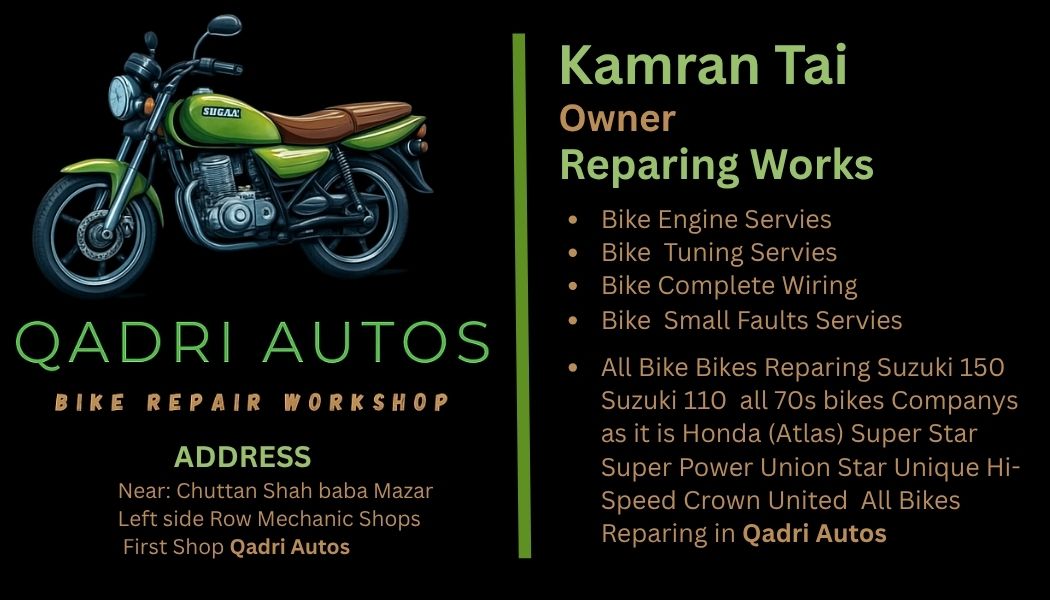 SUGAA
QADRI AUTOS
BIKE REPAIR WORKSHOP
ADDRESS
Near: Chuttan Shah baba Mazar
Left side Row Mechanic Shops
First Shop Qadri Autos
Kamran Tai
Owner
Reparing Works
• Bike Engine Servies
• Bike Tuning Servies
• Bike Complete Wiring
• Bike Small Faults Servies
• All Bike Bikes Reparing Suzuki 150
Suzuki 110 all 70s bikes Companys
as it is Honda (Atlas) Super Star
Super Power Union Star Unique Hi-
Speed Crown United All Bikes
Reparing in Qadri Autos